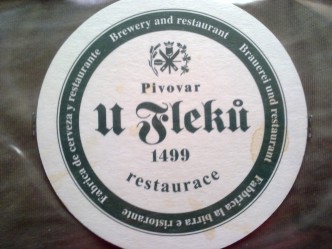 Brewery and restaurant
Brauerei und restaurant
Fabbrica la birra e ristorante
Fabrica de cerveza y restaurante
Pivovar
U Fleků
1499
restaurace